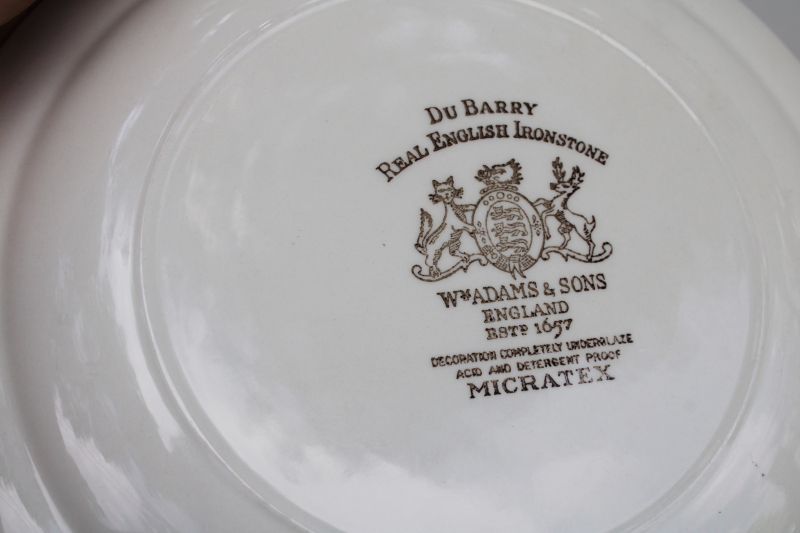 DU BARRY
REAL ENGLISH IRONSTONE
WM ADAMS & SONS
ENGLAND
ESTD 1657
DECORATION COMPLETELY UNDERGLAZE
ACID AND DETERGENT PROOF
MICRATEX